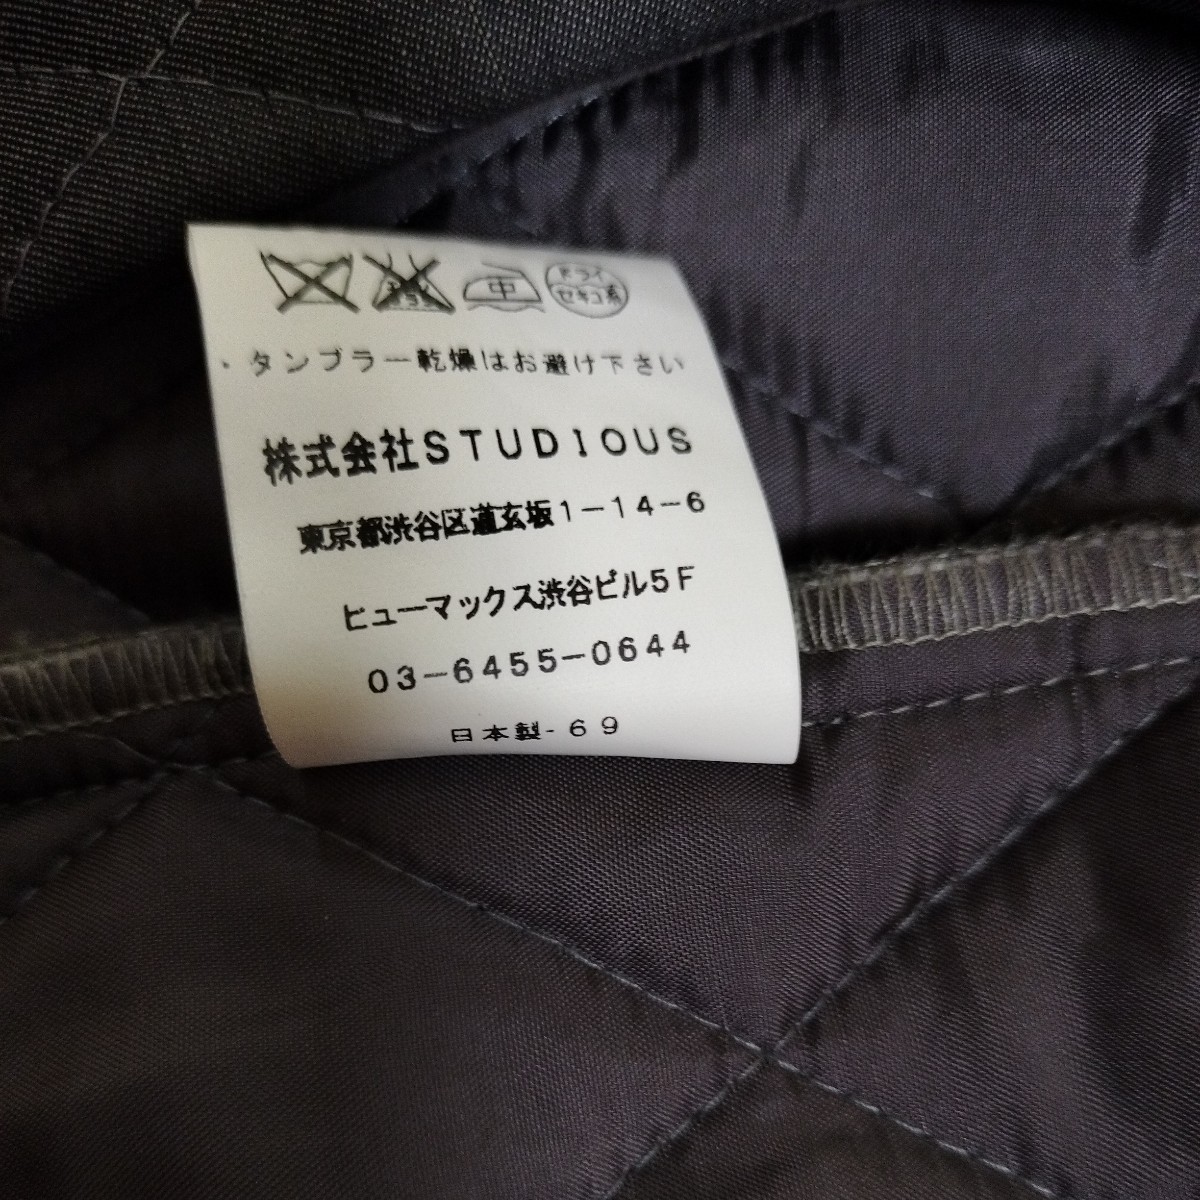 中 ドライ
セキユ系
・タンブラー乾燥はお避け下さい
株式会社STUDIOUS
東京都渋谷区道玄坂1-14-6
ヒューマックス渋谷ビル5F
03-6455-0644
日本製-69